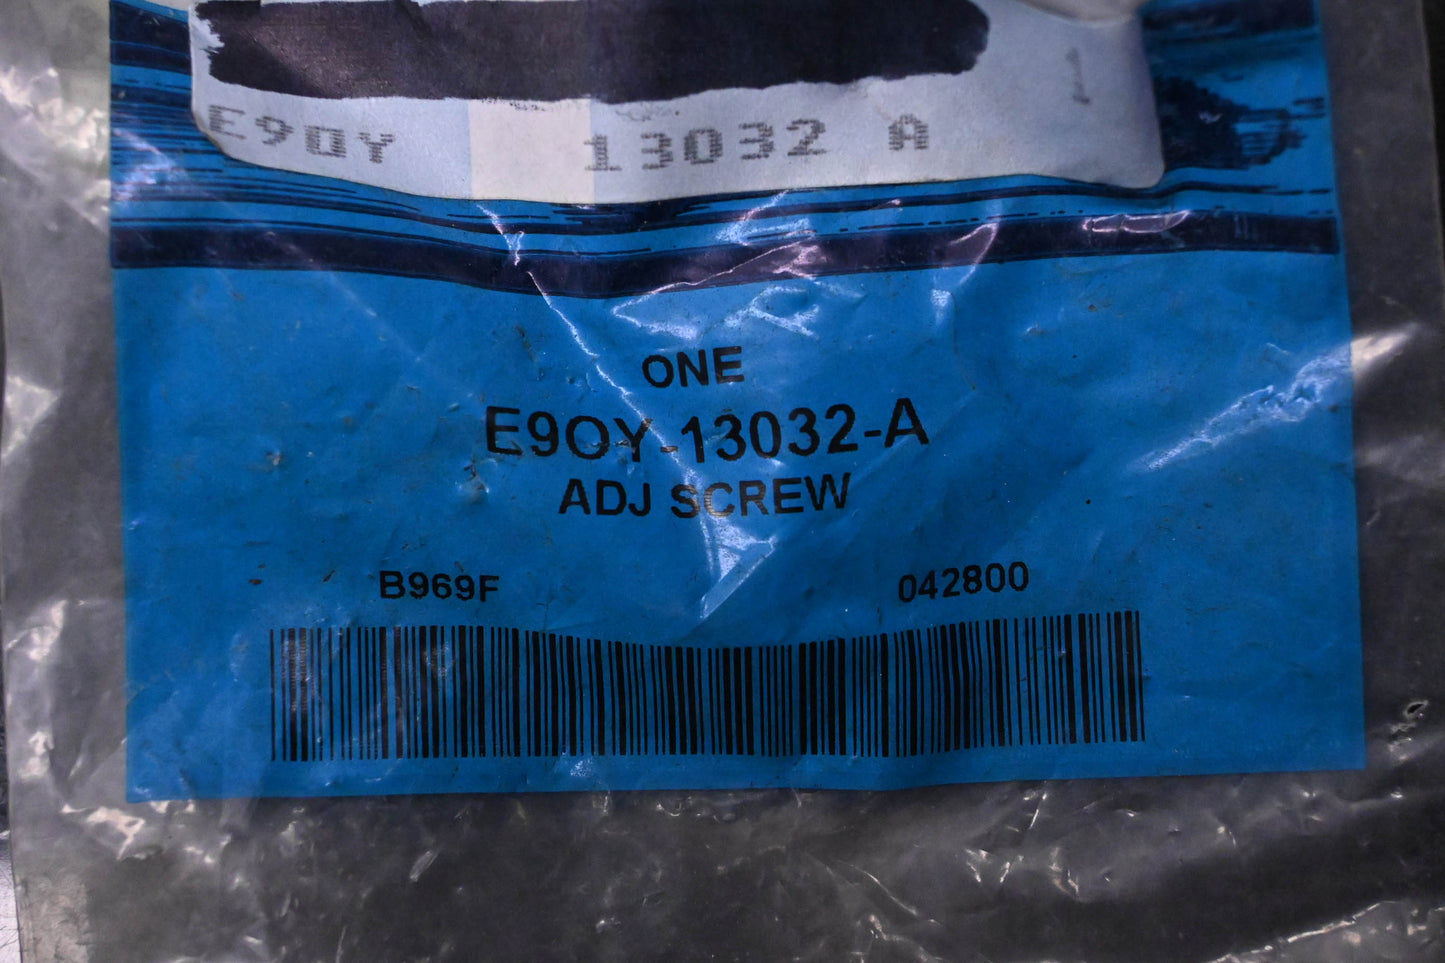 1
E9OY 13032 A
ONE
E9OY-13032-A
ADJ SCREW
B969F 042800